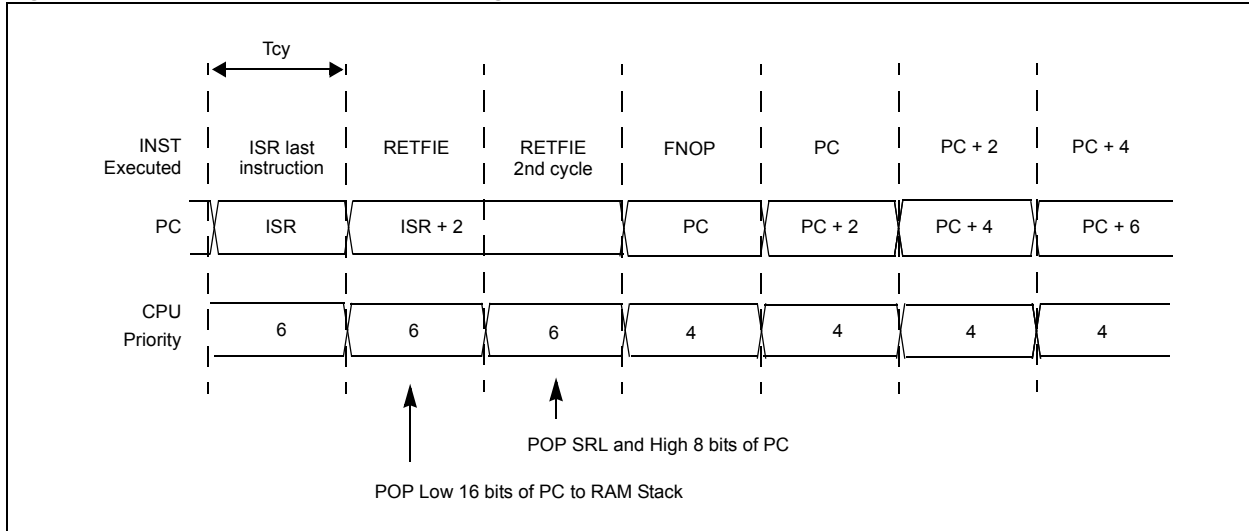 Tcy
INST
Executed
ISR last
instruction
RETFIE
RETFIE
2nd cycle
FNOP
PC
PC + 2
PC + 4
PC
ISR
ISR + 2
PC
PC + 2
PC + 4
PC + 6
CPU
Priority
6
6
6
4
4
4
4
POP SRL and High 8 bits of PC
POP Low 16 bits of PC to RAM Stack